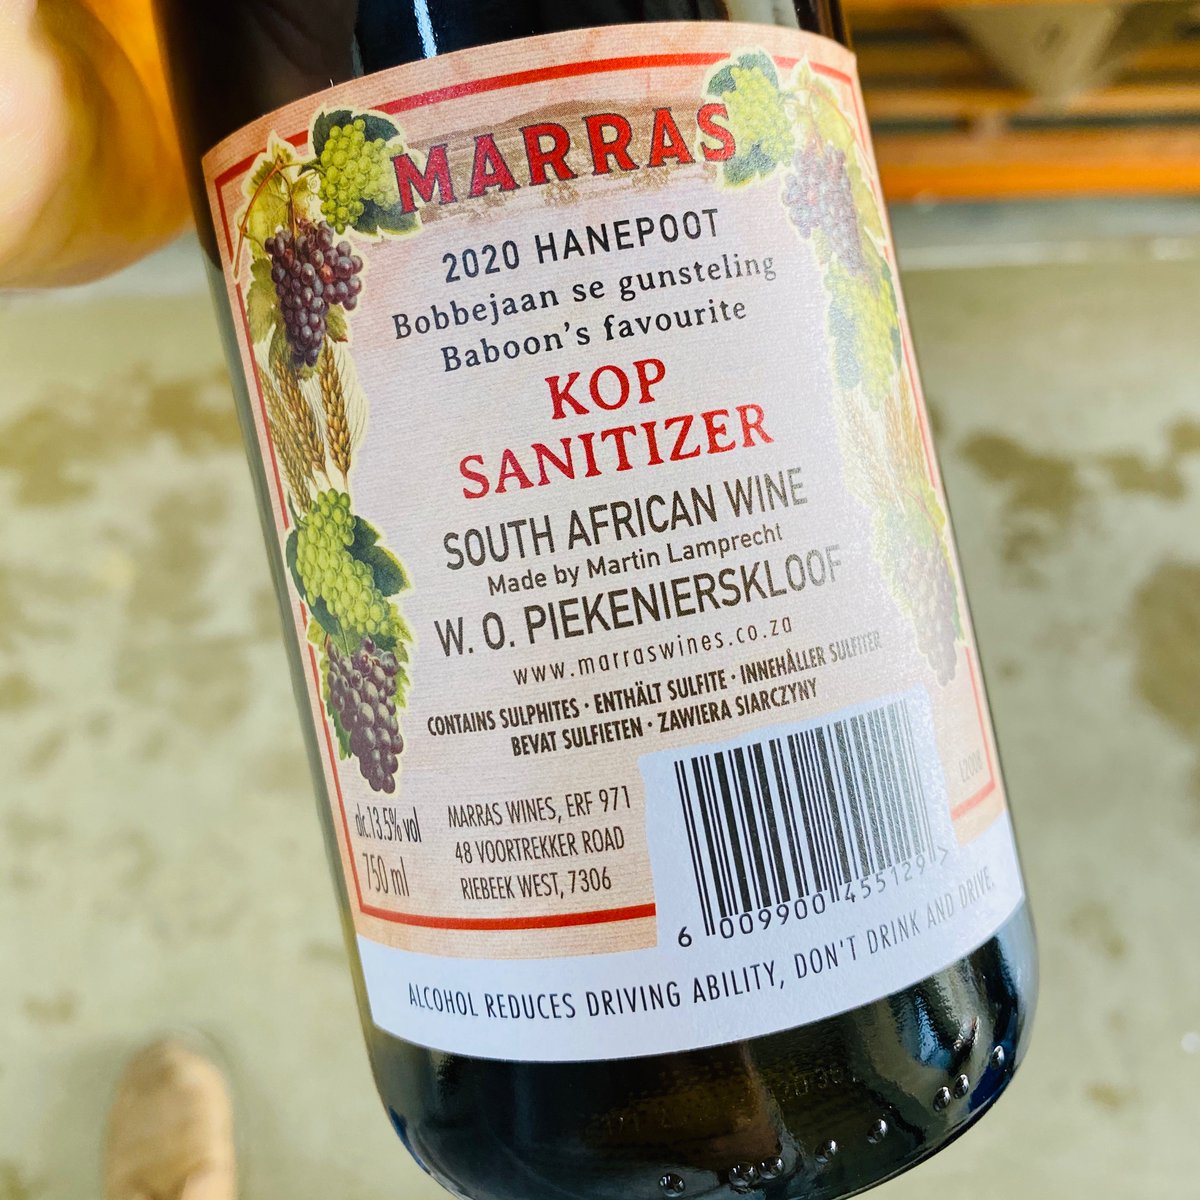 MARRAS
2020 HANEPOOT
Bobbejaan se gunsteling
Baboon's favourite
KOP
SANITIZER
SOUTH AFRICAN WINE
Made by Martin Lamprecht
W. O. PIEKENIERSKLOOF
www.marraswines.co.za
CONTAINS SULPHITES · ENTHÄLT SULFITE · INNEHÅLLER SULFITER
BEVAT SULFIETEN · ZAWIERA SIARCZYNY
alc.13.5% vol
750 ml
MARRAS WINES, ERF 971
48 VOORTREKKER ROAD
RIEBEEK WEST, 7306
6 009900 455129 >
ALCOHOL REDUCES DRIVING ABILITY, DON'T DRINK AND DRIVE.